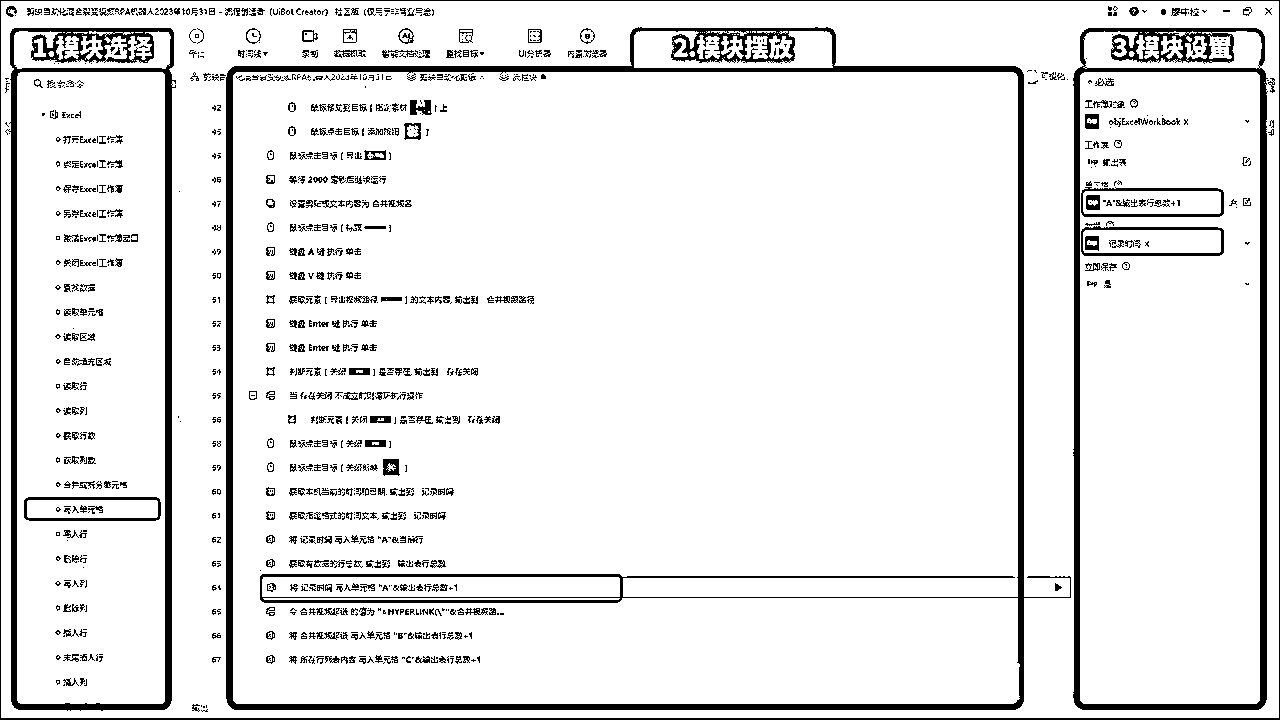 剪映自动化混合裂变视频RPA机器人2023年10月31日 - 流程创造者 (UiBot Creator) 社区版 (仅用于非商业用途)
1.模块选择
时间线
录制
数据抓取
智能文档处理
查找目标
UI分析器
内置浏览器
2.模块摆放
3.模块设置
搜索命令
Excel
打开Excel工作簿
绑定Excel工作簿
保存Excel工作簿
另存Excel工作簿
激活Excel工作簿窗口
关闭Excel工作簿
查找数据
读取单元格
读取区域
自动填充区域
读取行
读取列
获取行数
获取列数
合并或拆分单元格
写入单元格
写入行
删除行
写入列
删除列
插入行
末尾插入行
插入列
可视化
42 鼠标移动到目标 [ 指定素材 ] 上
鼠标点击目标 [ 添加按钮 ]
鼠标点击目标 [ 导出 ]
46 等待 2000 毫秒后继续运行
47 设置剪贴板文本内容为 合并视频名
48 鼠标点击目标 [ 标题 ]
49 键盘 A 键 执行 单击
50 键盘 V 键 执行 单击
51 获取元素 [ 导出视频路径 ] 的文本内容, 输出到 合并视频路径
52 键盘 Enter 键 执行 单击
53 键盘 Enter 键 执行 单击
54 判断元素 [ 关闭 ] 是否存在, 输出到 存在关闭
55 当 存在关闭 不成立时则循环执行操作
56 判断元素 [ 关闭 ] 是否存在, 输出到 存在关闭
58 鼠标点击目标 [ 关闭 ]
59 鼠标点击目标 [ 关闭剪映 ]
60 获取本机当前的时间和日期, 输出到 记录时间
61 获取指定格式的时间文本, 输出到 记录时间
62 将 记录时间 写入单元格 "A"&当前行
63 获取有数据的行总数, 输出到 输出表行总数
64 将 记录时间 写入单元格 "A"&输出表行总数+1
65 令 合并视频超链 的值为 "=HYPERLINK(\""&合并视频路...
66 将 合并视频超链 写入单元格 "B"&输出表行总数+1
67 将 所在行列表内容 写入单元格 "C"&输出表行总数+1
输出
必选
工作簿对象
objExcelWorkBook X
工作表
输出表
单元格
"A"&输出表行总数+1
记录时间 X
立即保存
是